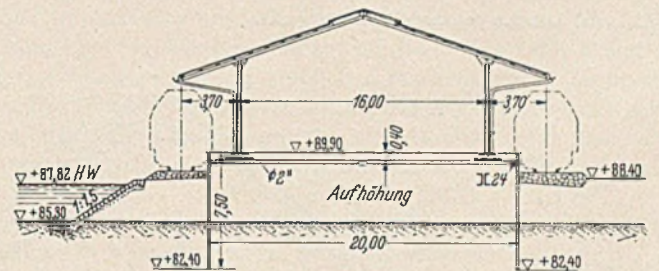 3,70 16,00 3,70
▽ +89,90 0,40
▽ +87,82 HW
ϕ2" ][24 ▽ +88,40
1:1,5 7,50 Aufhöhung
▽ +85,30
20,00
▽ +82,40 ▽ +82,40